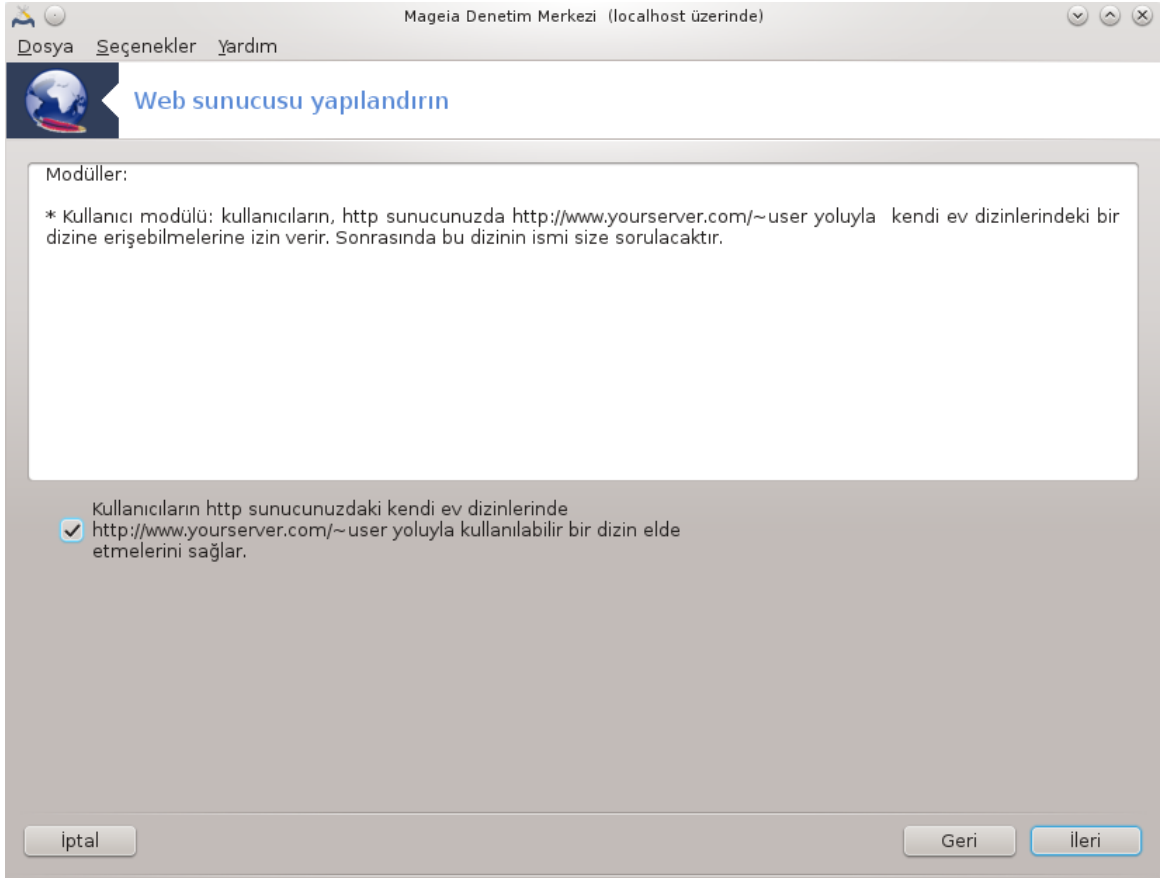 Mageia Denetim Merkezi (localhost üzerinde)
Dosya Seçenekler Yardım
Web sunucusu yapılandırın
Modüller:
* Kullanıcı modülü: kullanıcıların, http sunucunuzda http://www.yourserver.com/~user yoluyla kendi ev dizinlerindeki bir
dizine erişebilmelerine izin verir. Sonrasında bu dizinin ismi size sorulacaktır.
Kullanıcıların http sunucunuzdaki kendi ev dizinlerinde
http://www.yourserver.com/~user yoluyla kullanılabilir bir dizin elde
etmelerini sağlar.
İptal Geri İleri